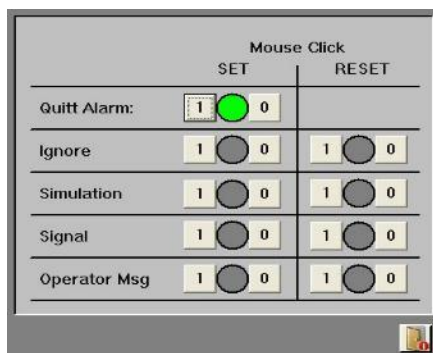 Mouse Click
SET RESET
Quitt Alarm: 1 0
Ignore 1 0 1 0
Simulation 1 0 1 0
Signal 1 0 1 0
Operator Msg 1 0 1 0